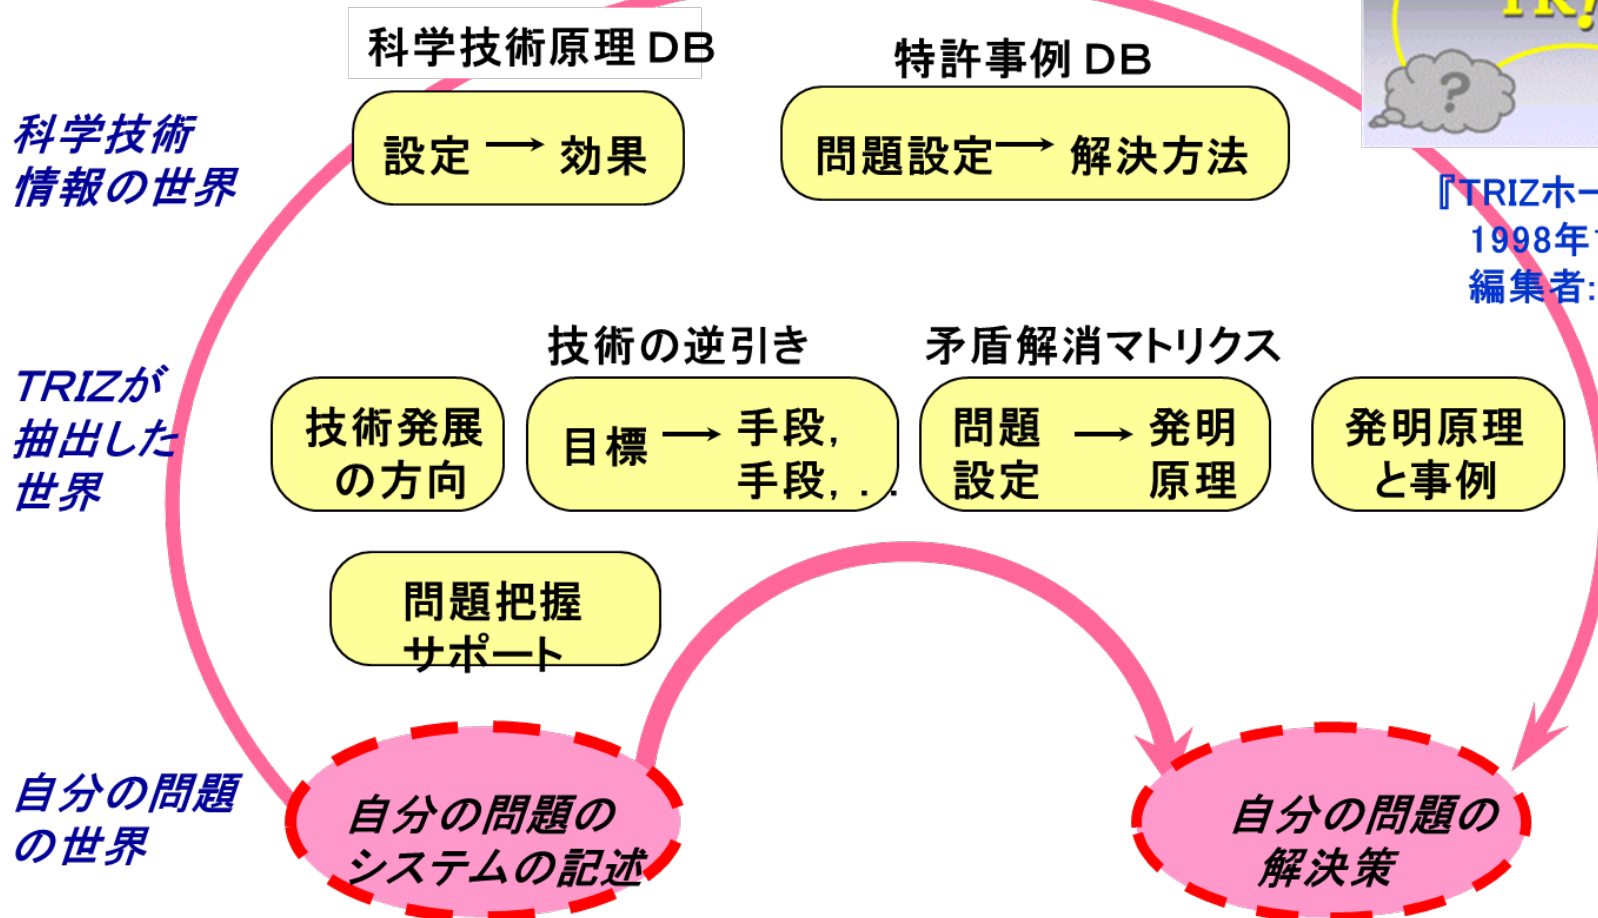 科学技術原理 DB
特許事例 DB
科学技術
情報の世界
設定 → 効果
問題設定 → 解決方法
?
『TRIZホー
1998年
編集者:
技術の逆引き
矛盾解消マトリクス
TRIZが
抽出した
世界
技術発展
の方向
目標 → 手段,
手段, . . .
問題 → 発明
設定 原理
発明原理
と事例
問題把握
サポート
自分の問題
の世界
自分の問題の
システムの記述
自分の問題の
解決策